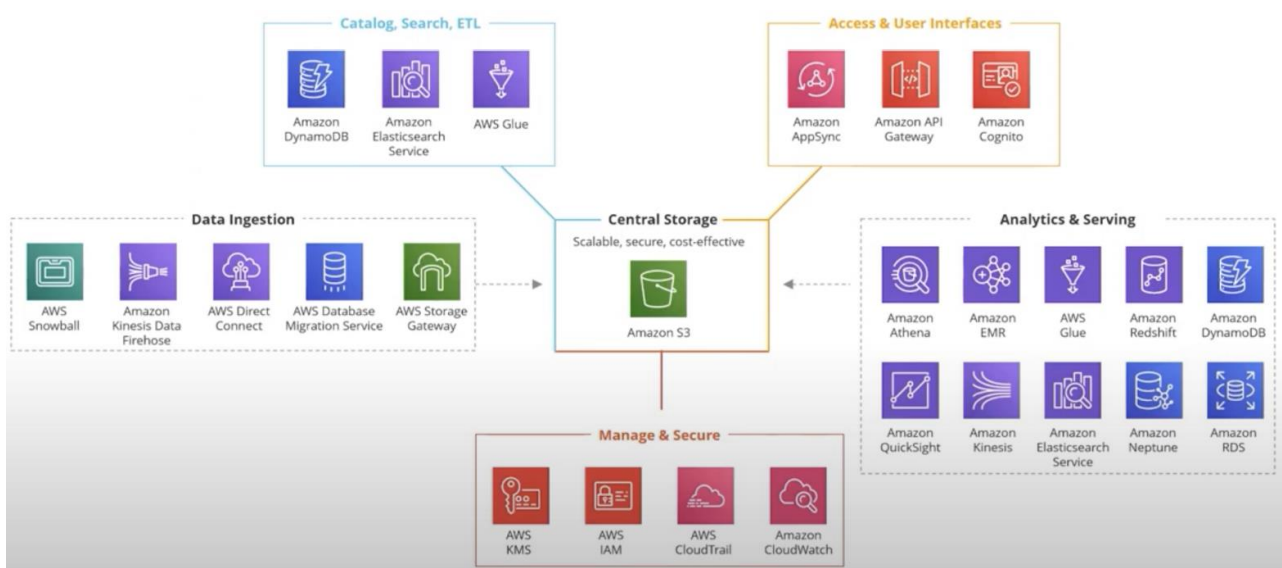 Catalog, Search, ETL
Amazon
DynamoDB
Amazon
Elasticsearch
Service
AWS Glue
Access & User Interfaces
Amazon
AppSync
Amazon API
Gateway
Amazon
Cognito
Data Ingestion
AWS
Snowball
Amazon
Kinesis Data
Firehose
AWS Direct
Connect
AWS Database
Migration Service
AWS Storage
Gateway
Central Storage
Scalable, secure, cost-effective
Amazon S3
Analytics & Serving
Amazon
Athena
Amazon
EMR
AWS
Glue
Amazon
Redshift
Amazon
DynamoDB
Amazon
QuickSight
Amazon
Kinesis
Amazon
Elasticsearch
Service
Amazon
Neptune
Amazon
RDS
Manage & Secure
AWS
KMS
AWS
IAM
AWS
CloudTrail
Amazon
CloudWatch